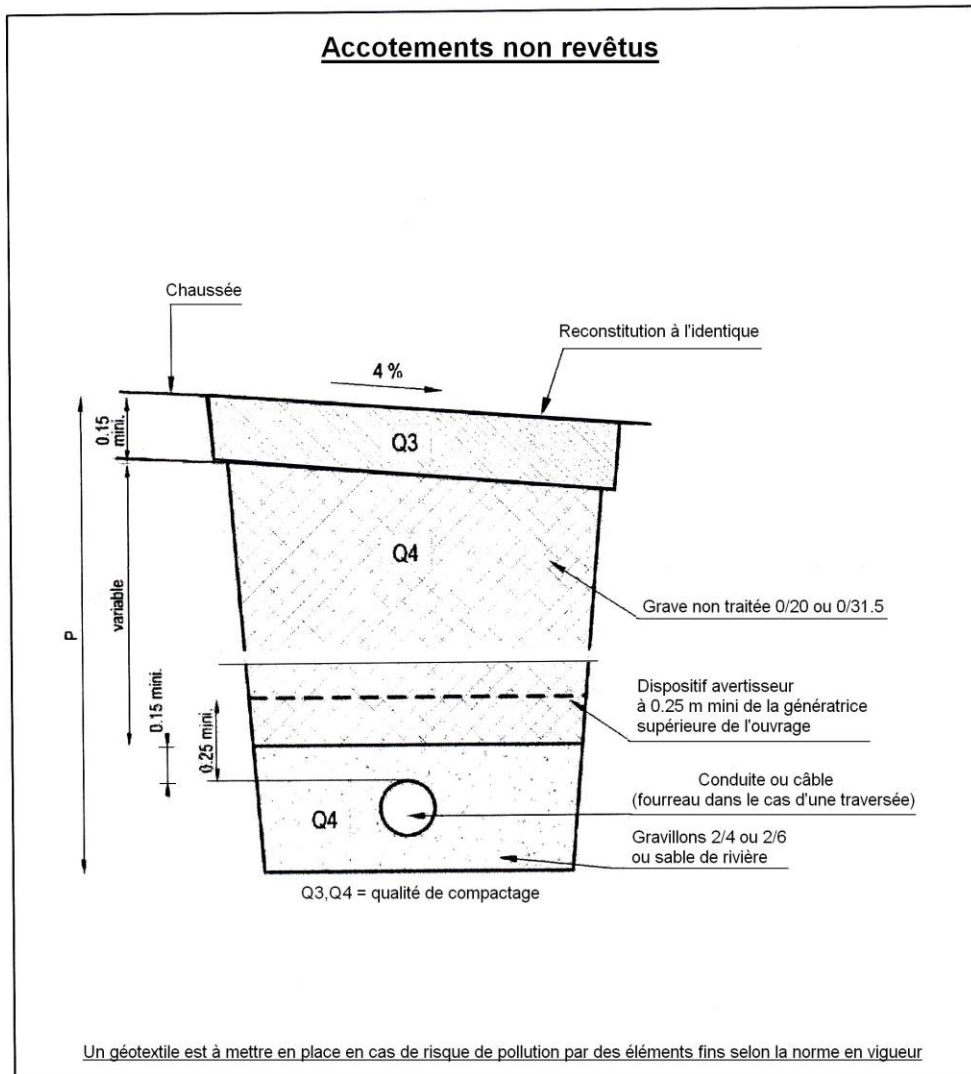 Accotements non revêtus
Chaussée
Reconstitution à l'identique
4 %
0.15
mini.
Q3
Q4
variable
P
Grave non traitée 0/20 ou 0/31.5
Dispositif avertisseur
à 0.25 m mini de la génératrice
supérieure de l'ouvrage
0.15 mini.
0.25 mini.
Conduite ou câble
(fourreau dans le cas d'une traversée)
Q4
Gravillons 2/4 ou 2/6
ou sable de rivière
Q3,Q4 = qualité de compactage
Un géotextile est à mettre en place en cas de risque de pollution par des éléments fins selon la norme en vigueur